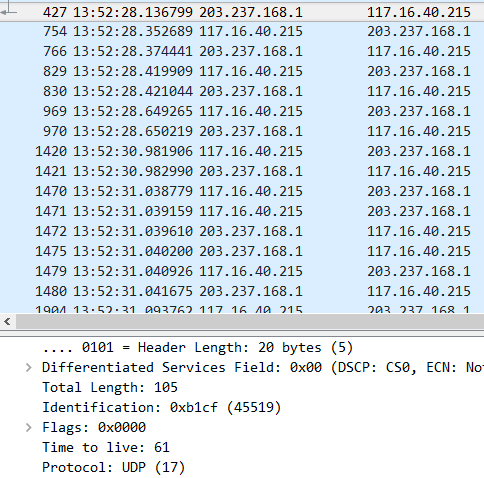 427 13:52:28.136799 203.237.168.1 117.16.40.215
754 13:52:28.352689 117.16.40.215 203.237.168.1
766 13:52:28.374441 203.237.168.1 117.16.40.215
829 13:52:28.419909 117.16.40.215 203.237.168.1
830 13:52:28.421044 203.237.168.1 117.16.40.215
969 13:52:28.649265 117.16.40.215 203.237.168.1
970 13:52:28.650219 203.237.168.1 117.16.40.215
1420 13:52:30.981906 117.16.40.215 203.237.168.1
1421 13:52:30.982990 203.237.168.1 117.16.40.215
1470 13:52:31.038779 117.16.40.215 203.237.168.1
1471 13:52:31.039159 117.16.40.215 203.237.168.1
1472 13:52:31.039610 117.16.40.215 203.237.168.1
1475 13:52:31.040200 203.237.168.1 117.16.40.215
1479 13:52:31.040926 203.237.168.1 117.16.40.215
1480 13:52:31.041675 203.237.168.1 117.16.40.215
1904 13:52:31.093762 117.16.40.215 203.237.168.1
.... 0101 = Header Length: 20 bytes (5)
Differentiated Services Field: 0x00 (DSCP: CS0, ECN: No
Total Length: 105
Identification: 0xb1cf (45519)
Flags: 0x0000
Time to live: 61
Protocol: UDP (17)